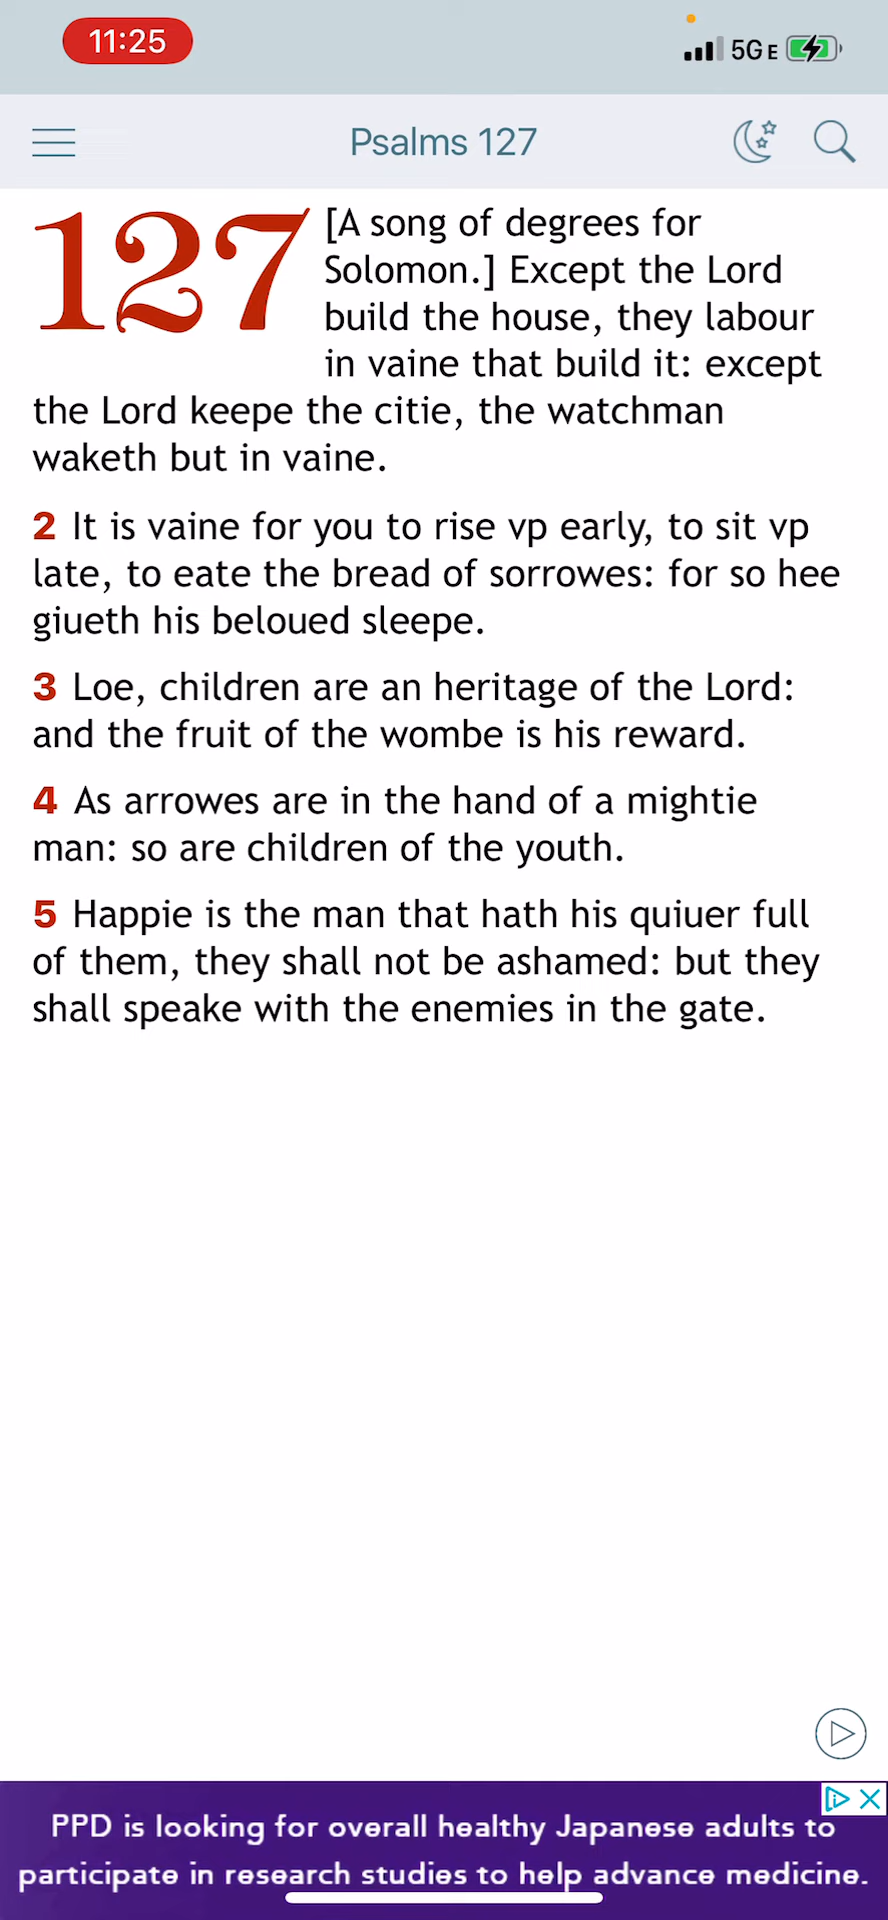 11:25
5G E
Psalms 127
127 [A song of degrees for
Solomon.] Except the Lord
build the house, they labour
in vaine that build it: except
the Lord keepe the citie, the watchman
waketh but in vaine.
2 It is vaine for you to rise vp early, to sit vp
late, to eate the bread of sorrowes: for so hee
giueth his beloued sleepe.
3 Loe, children are an heritage of the Lord:
and the fruit of the wombe is his reward.
4 As arrowes are in the hand of a mightie
man: so are children of the youth.
5 Happie is the man that hath his quiuer full
of them, they shall not be ashamed: but they
shall speake with the enemies in the gate.
PPD is looking for overall healthy Japanese adults to
participate in research studies to help advance medicine.